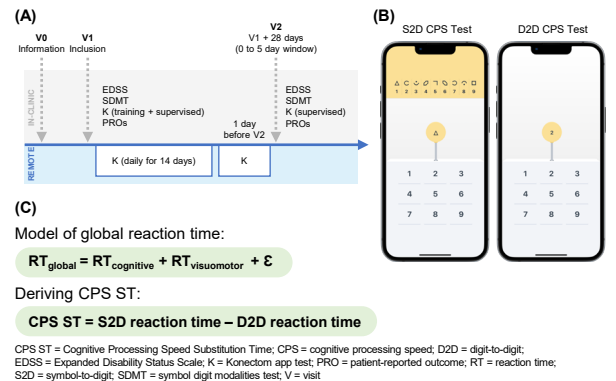 (A)
V0
Information
V1
Inclusion
V2
V1 + 28 days
(0 to 5 day window)
IN-CLINIC
EDSS
SDMT
K (training + supervised)
PROs
1 day
before V2
EDSS
SDMT
K (supervised)
PROs
REMOTE
K (daily for 14 days)
K
(B)
S2D CPS Test
D2D CPS Test
1 2 3 4 5 6 7 8 9
1 2 3
4 5 6
7 8 9
2
1 2 3
4 5 6
7 8 9
(C)
Model of global reaction time:
RTglobal = RTcognitive + RTvisuomotor + Ɛ
Deriving CPS ST:
CPS ST = S2D reaction time – D2D reaction time
CPS ST = Cognitive Processing Speed Substitution Time; CPS = cognitive processing speed; D2D = digit-to-digit;
EDSS = Expanded Disability Status Scale; K = Konectom app test; PRO = patient-reported outcome; RT = reaction time;
S2D = symbol-to-digit; SDMT = symbol digit modalities test; V = visit